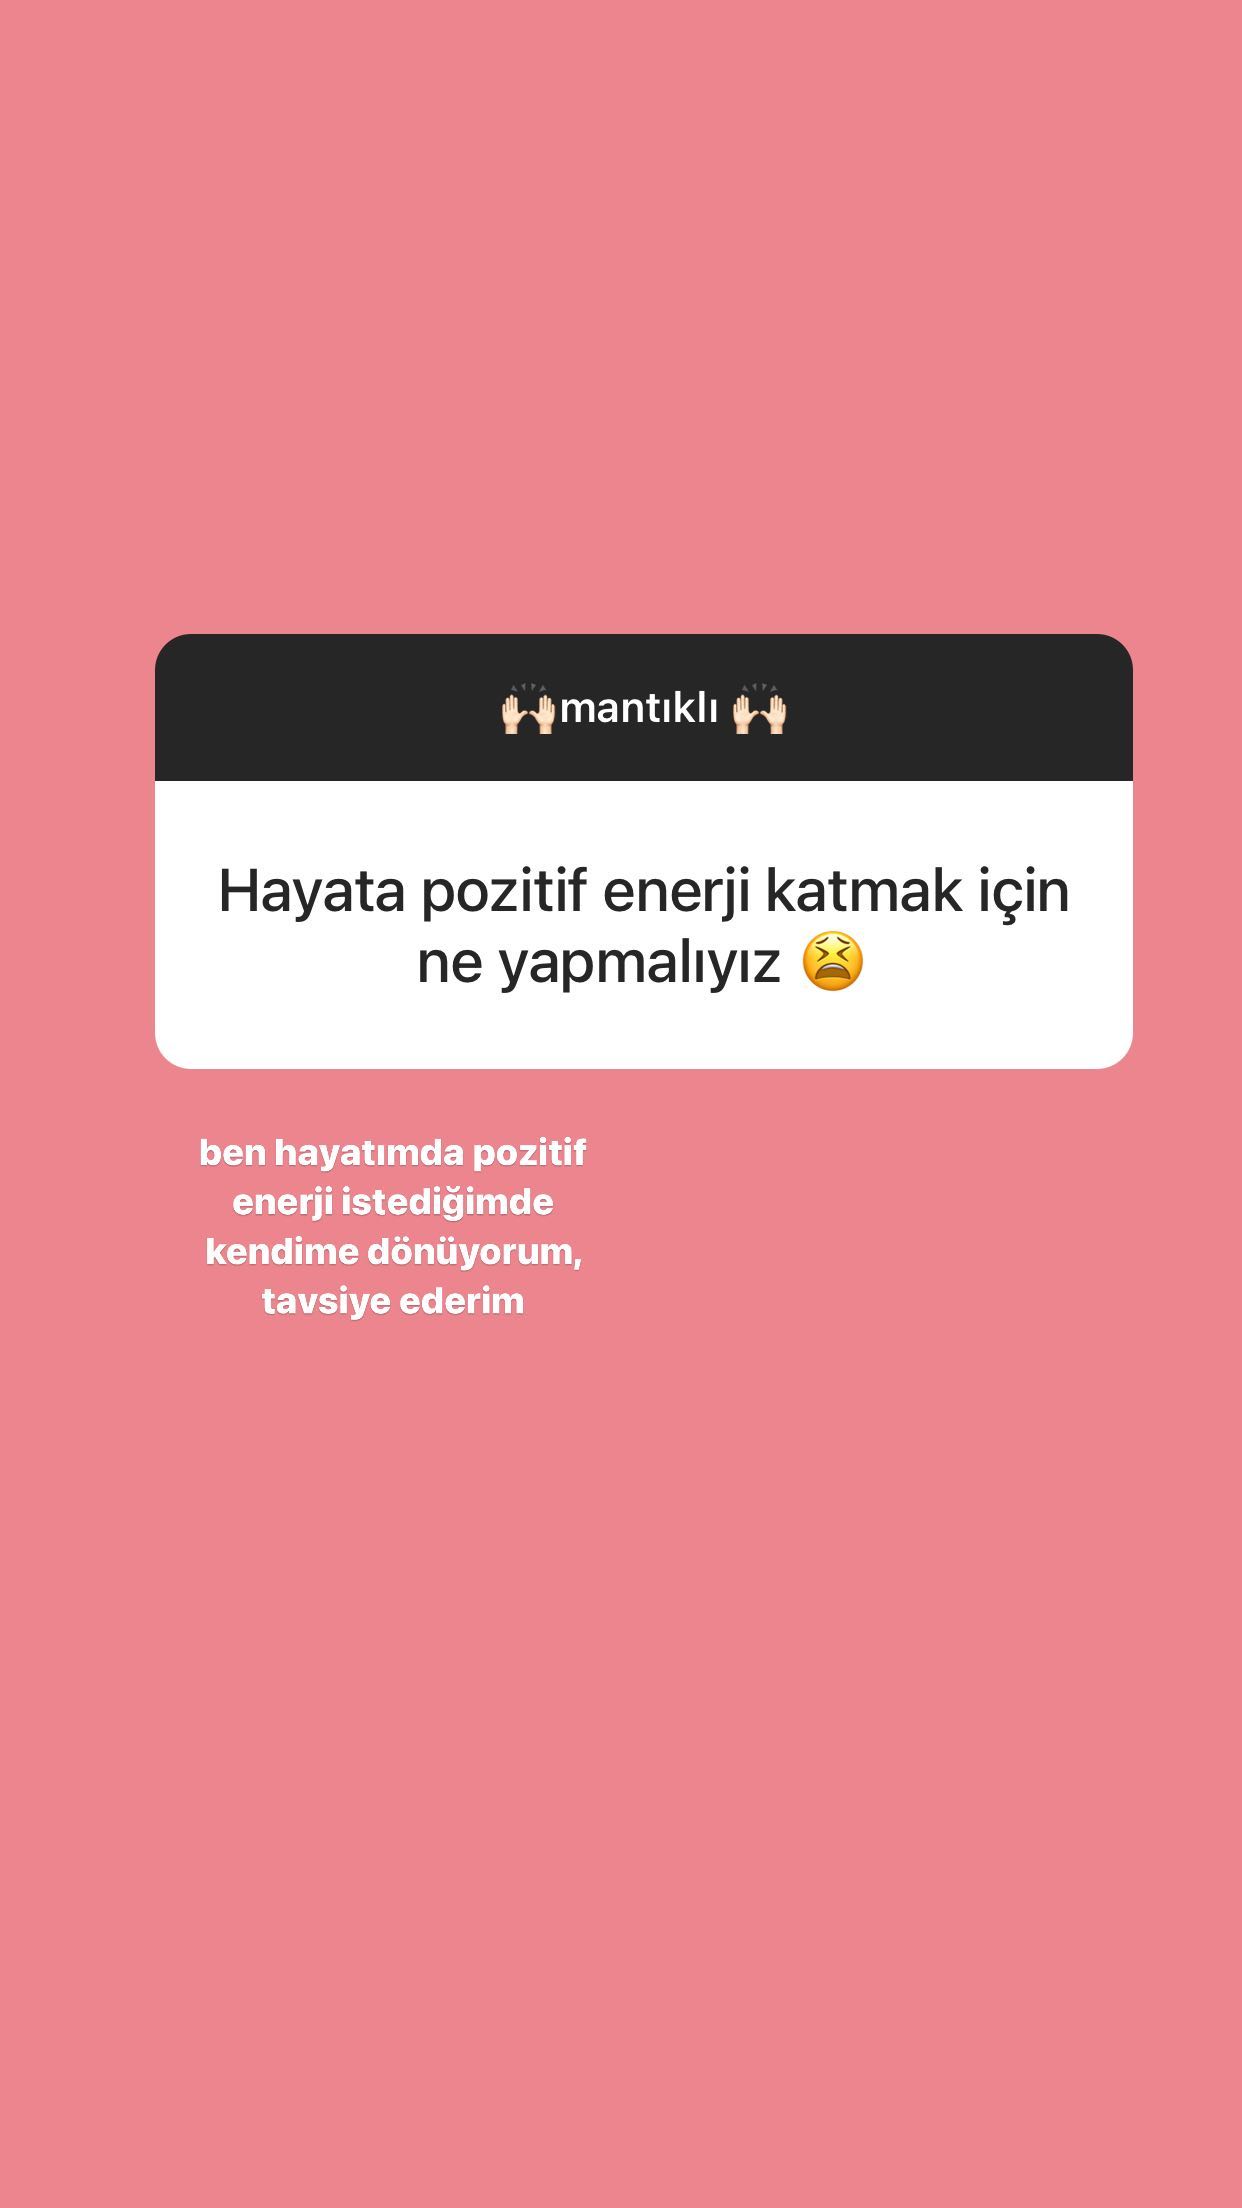 🙌🏻mantıklı 🙌🏻
Hayata pozitif enerji katmak için
ne yapmalıyız 😫
ben hayatımda pozitif
enerji istediğimde
kendime dönüyorum,
tavsiye ederim